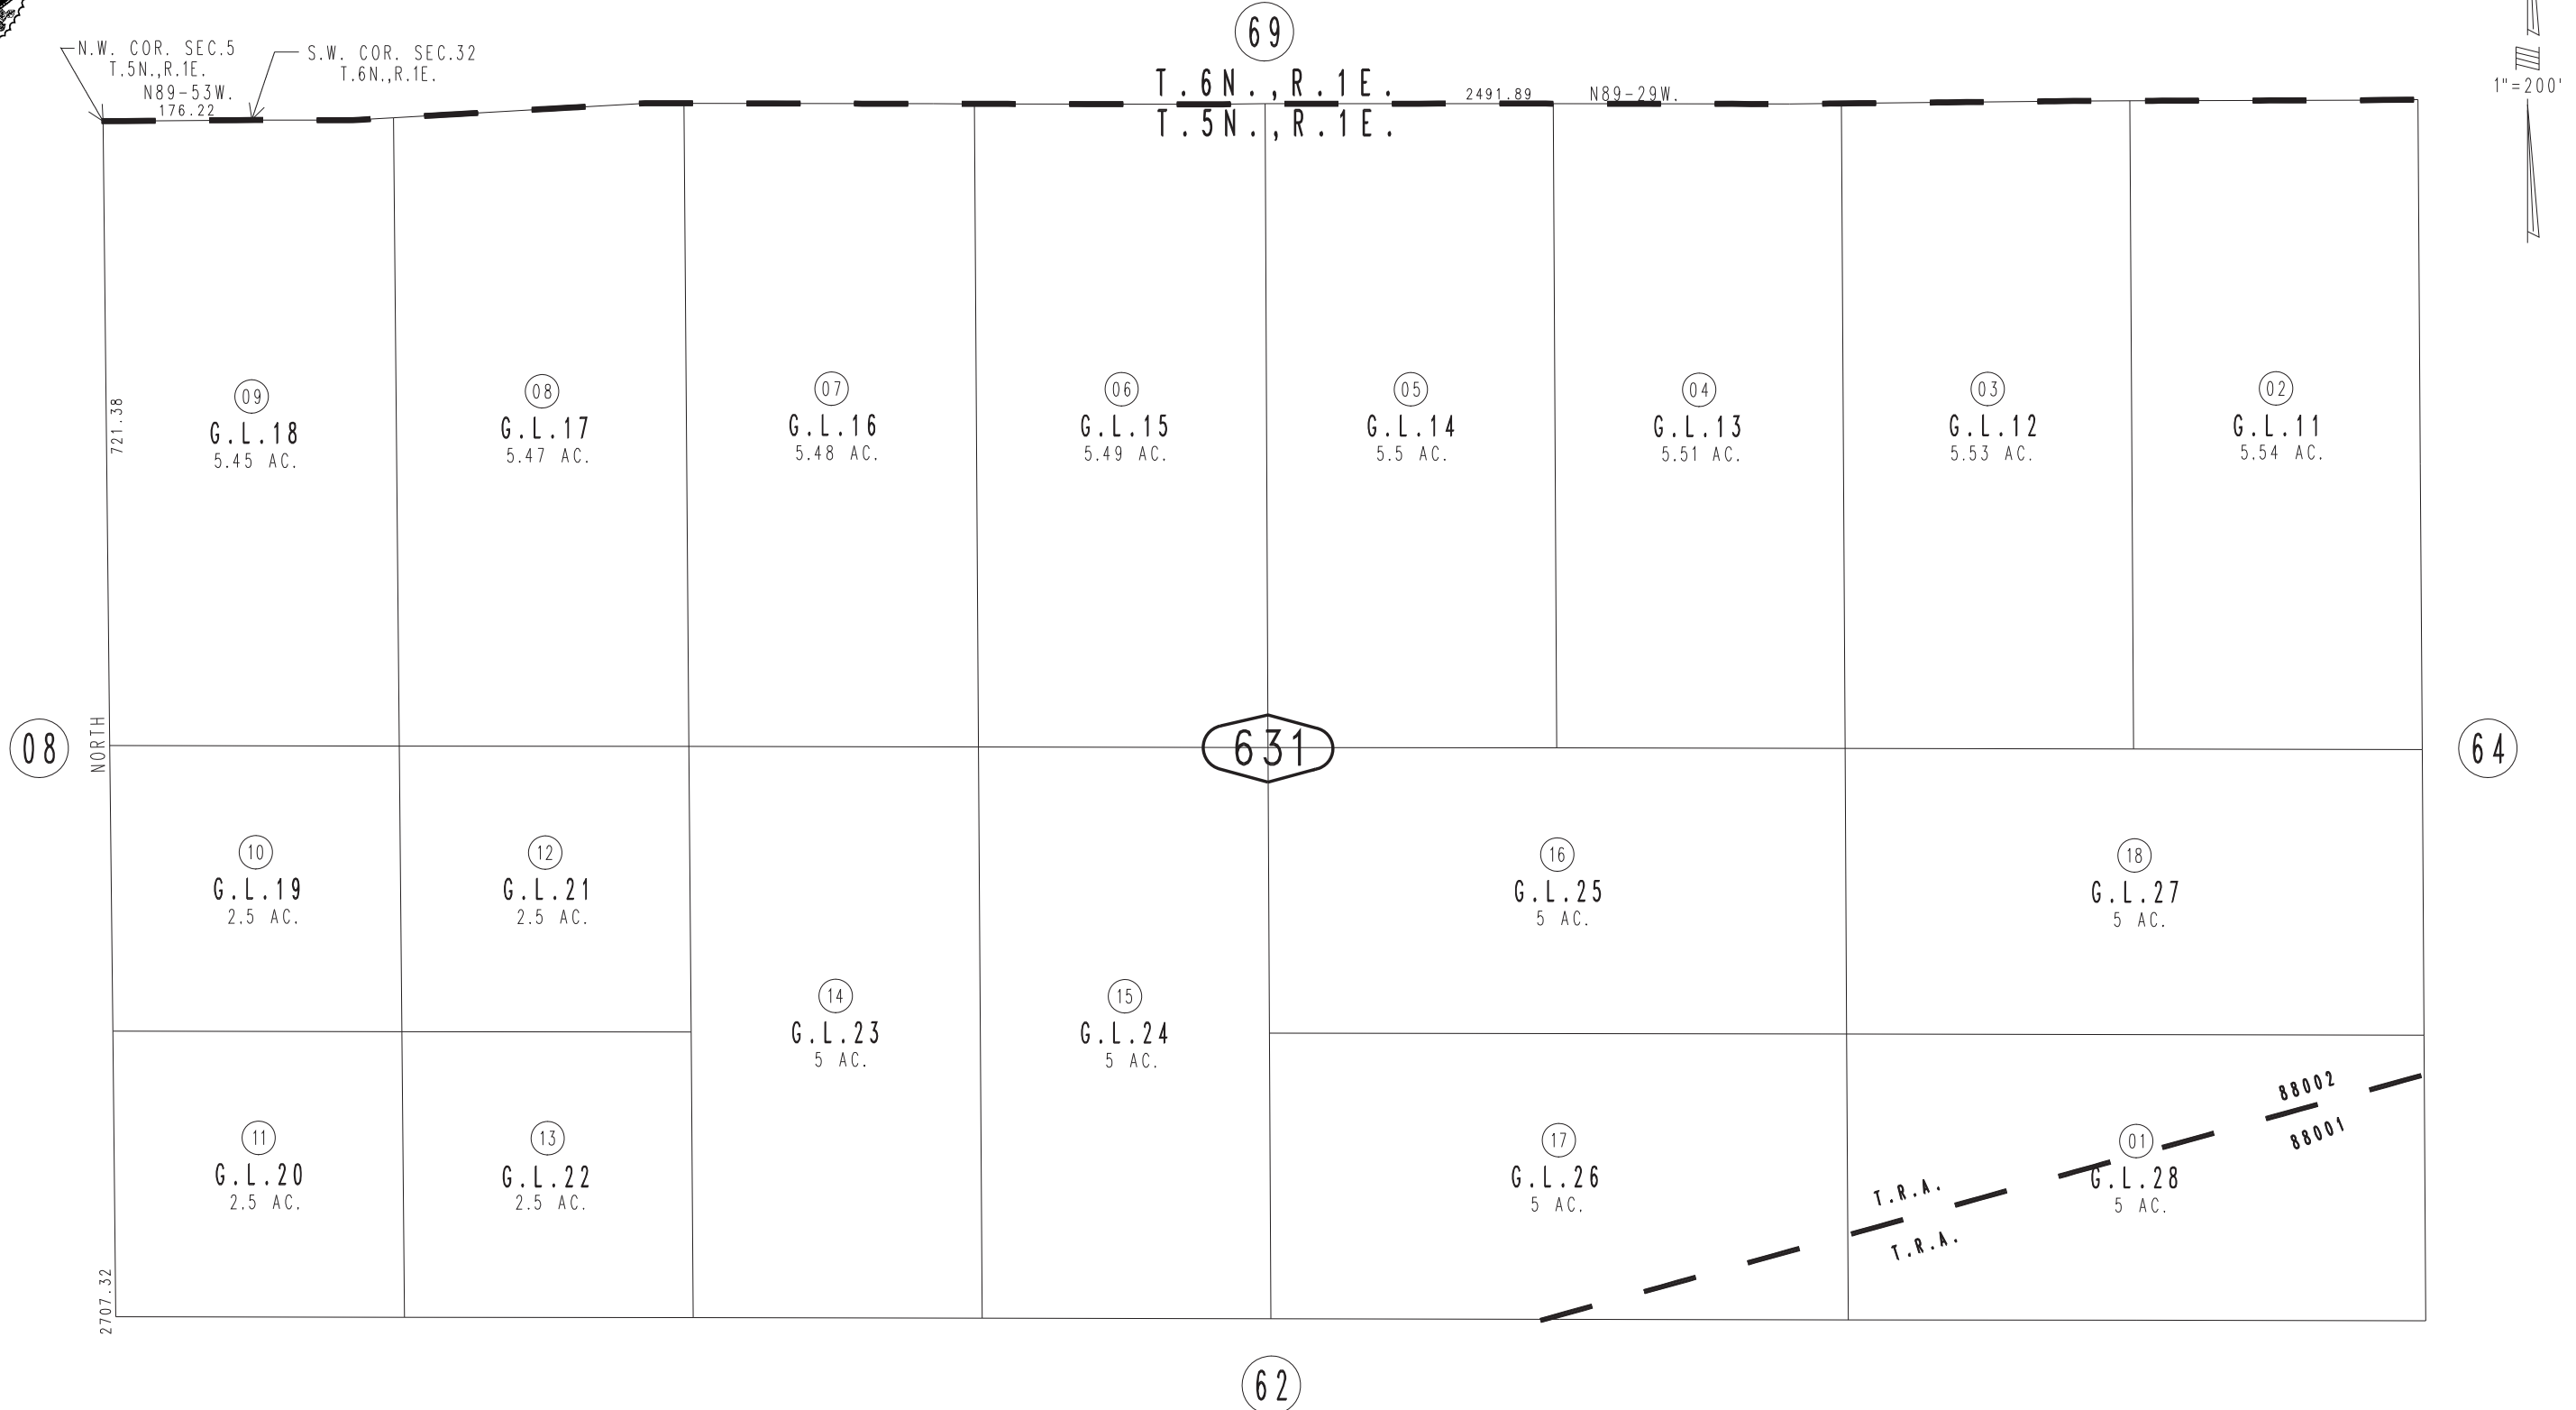 69
N.W. COR. SEC.5
T.5N.,R.1E.
S.W. COR. SEC.32
T.6N.,R.1E.
N89-53W.
176.22
T.6N.,R.1E.
2491.89
N89-29W.
T.5N.,R.1E.
1"=200'
721.38
09
G.L.18
5.45 AC.
08
G.L.17
5.47 AC.
07
G.L.16
5.48 AC.
06
G.L.15
5.49 AC.
05
G.L.14
5.5 AC.
04
G.L.13
5.51 AC.
03
G.L.12
5.53 AC.
02
G.L.11
5.54 AC.
08
NORTH
631
64
10
G.L.19
2.5 AC.
12
G.L.21
2.5 AC.
16
G.L.25
5 AC.
18
G.L.27
5 AC.
14
G.L.23
5 AC.
15
G.L.24
5 AC.
11
G.L.20
2.5 AC.
13
G.L.22
2.5 AC.
17
G.L.26
5 AC.
01
G.L.28
5 AC.
T.R.A.
88002
T.R.A.
88001
2707.32
62